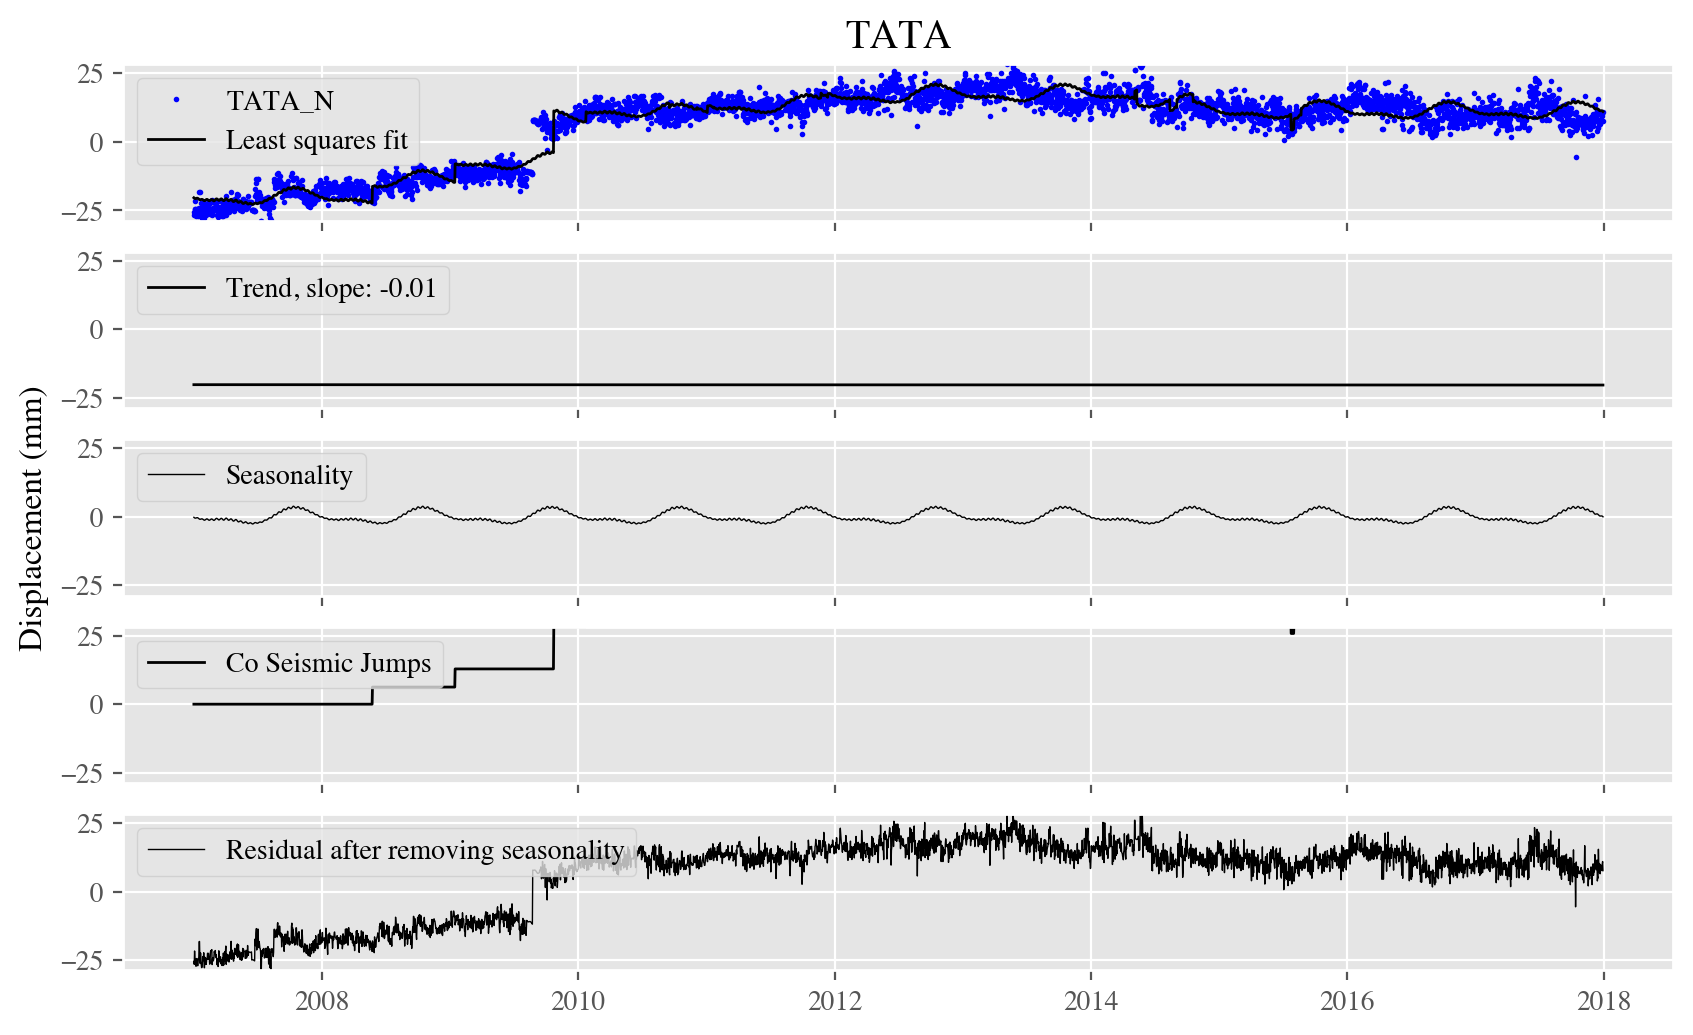 TATA
25
0
−25
TATA_N
Least squares fit
25
0
−25
Trend, slope: -0.01
25
0
−25
Seasonality
25
0
−25
Co Seismic Jumps
25
0
−25
Residual after removing seasonality
2008 2010 2012 2014 2016 2018
Displacement (mm)